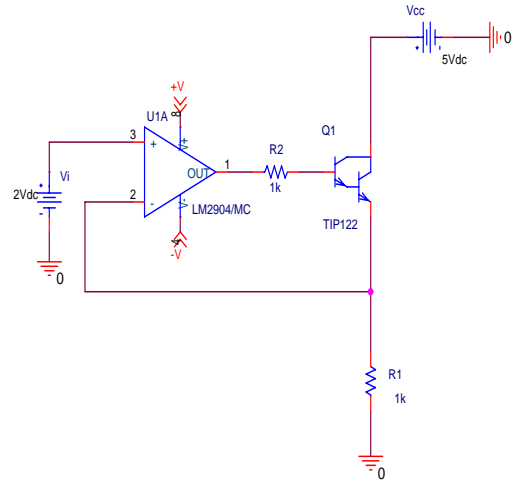 Vcc
0
5Vdc
+V
U1A
8
V+
Q1
3
+
R2
1
OUT
1k
Vi
2Vdc
2
-
V-
LM2904/MC
TIP122
4
-V
0
R1
1k
0